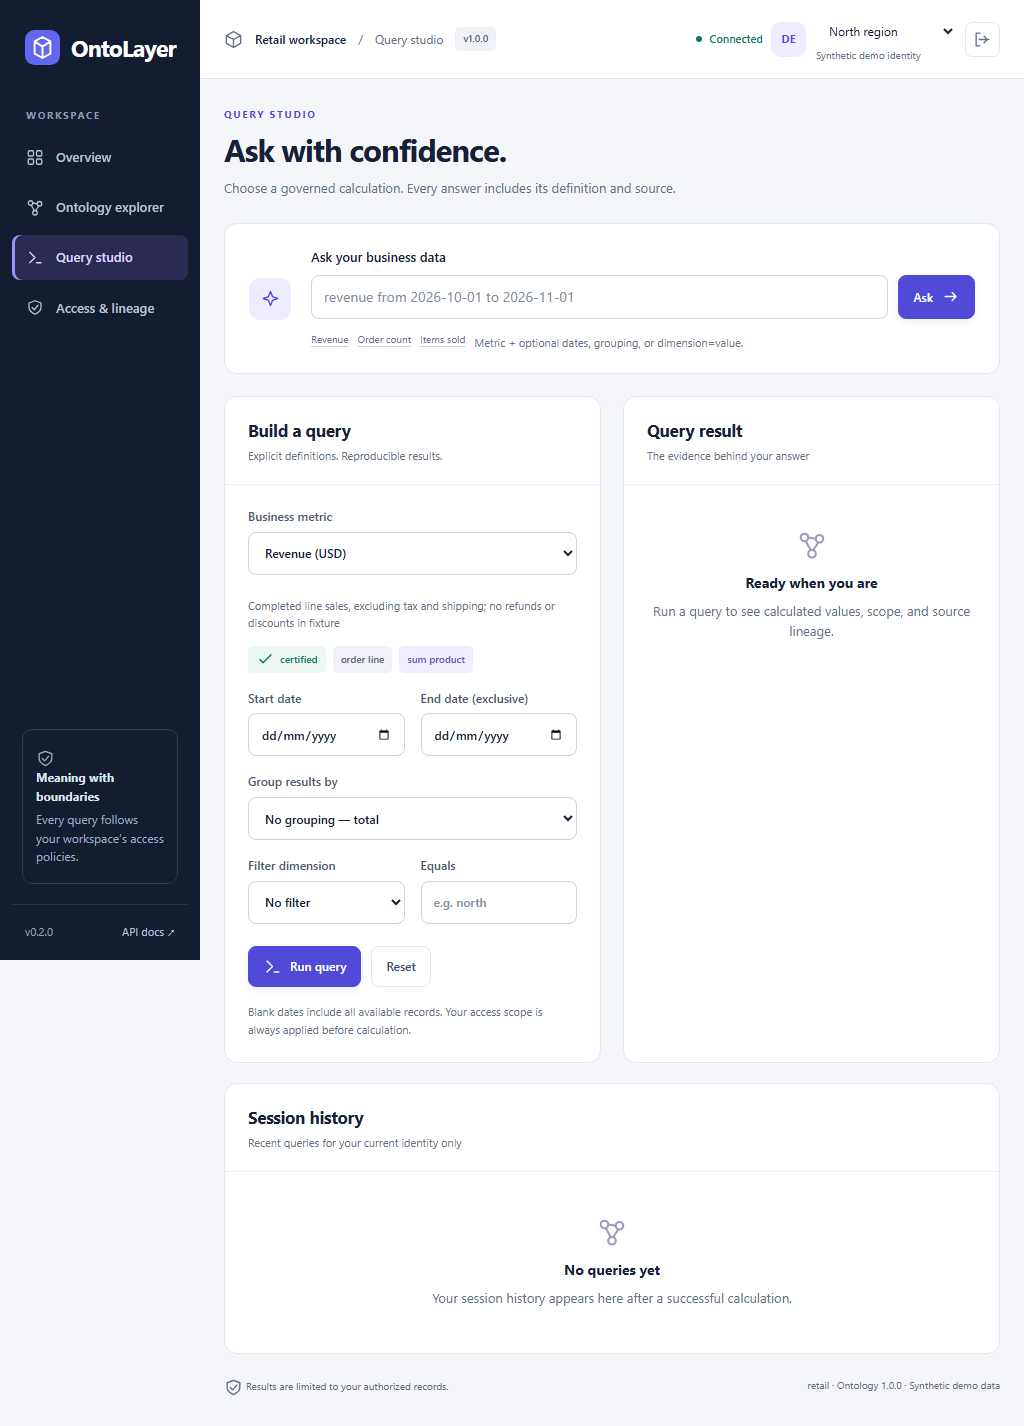 OntoLayer
WORKSPACE
Overview
Ontology explorer
Query studio
Access & lineage
Meaning with
boundaries
Every query follows
your workspace's access
policies.
v0.2.0
API docs ↗
Retail workspace / Query studio v1.0.0
Connected
DE
North region
Synthetic demo identity
QUERY STUDIO
Ask with confidence.
Choose a governed calculation. Every answer includes its definition and source.
Ask your business data
revenue from 2026-10-01 to 2026-11-01
Ask →
Revenue Order count Items sold Metric + optional dates, grouping, or dimension=value.
Build a query
Explicit definitions. Reproducible results.
Business metric
Revenue (USD)
Completed line sales, excluding tax and shipping; no refunds or
discounts in fixture
certified order line sum product
Start date End date (exclusive)
dd/mm/yyyy dd/mm/yyyy
Group results by
No grouping — total
Filter dimension Equals
No filter e.g. north
Run query Reset
Blank dates include all available records. Your access scope is
always applied before calculation.
Query result
The evidence behind your answer
Ready when you are
Run a query to see calculated values, scope, and source
lineage.
Session history
Recent queries for your current identity only
No queries yet
Your session history appears here after a successful calculation.
Results are limited to your authorized records.
retail · Ontology 1.0.0 · Synthetic demo data